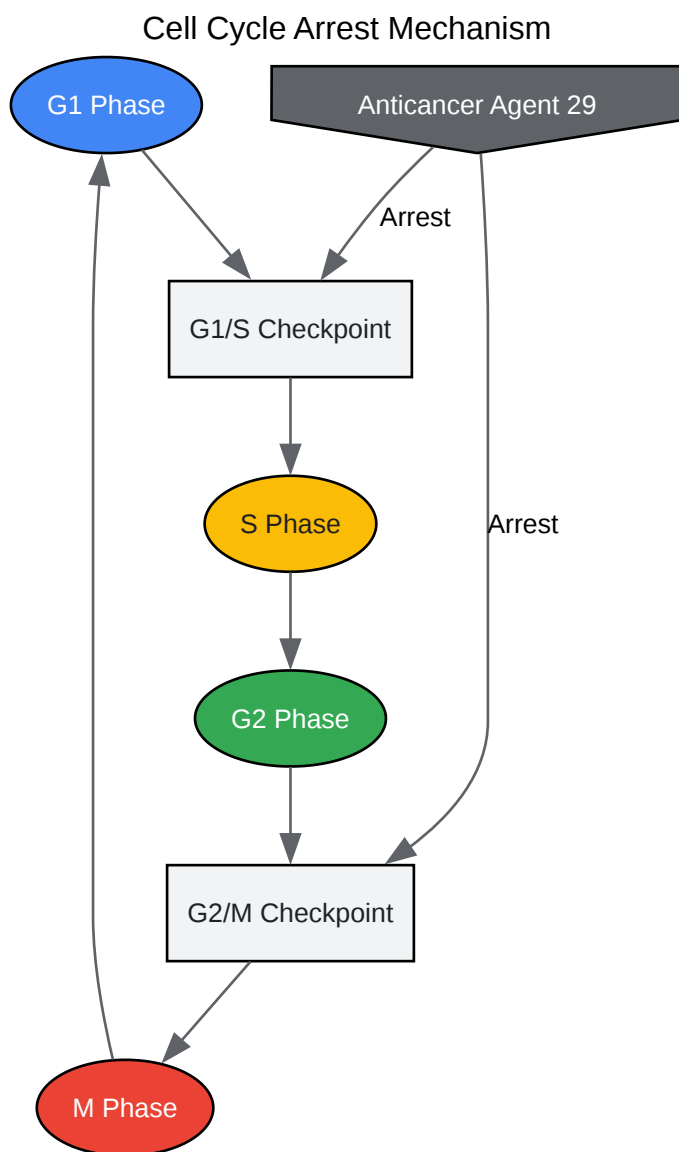 Cell Cycle Arrest Mechanism
G1 Phase
Anticancer Agent 29
Arrest
G1/S Checkpoint
S Phase
Arrest
G2 Phase
G2/M Checkpoint
M Phase